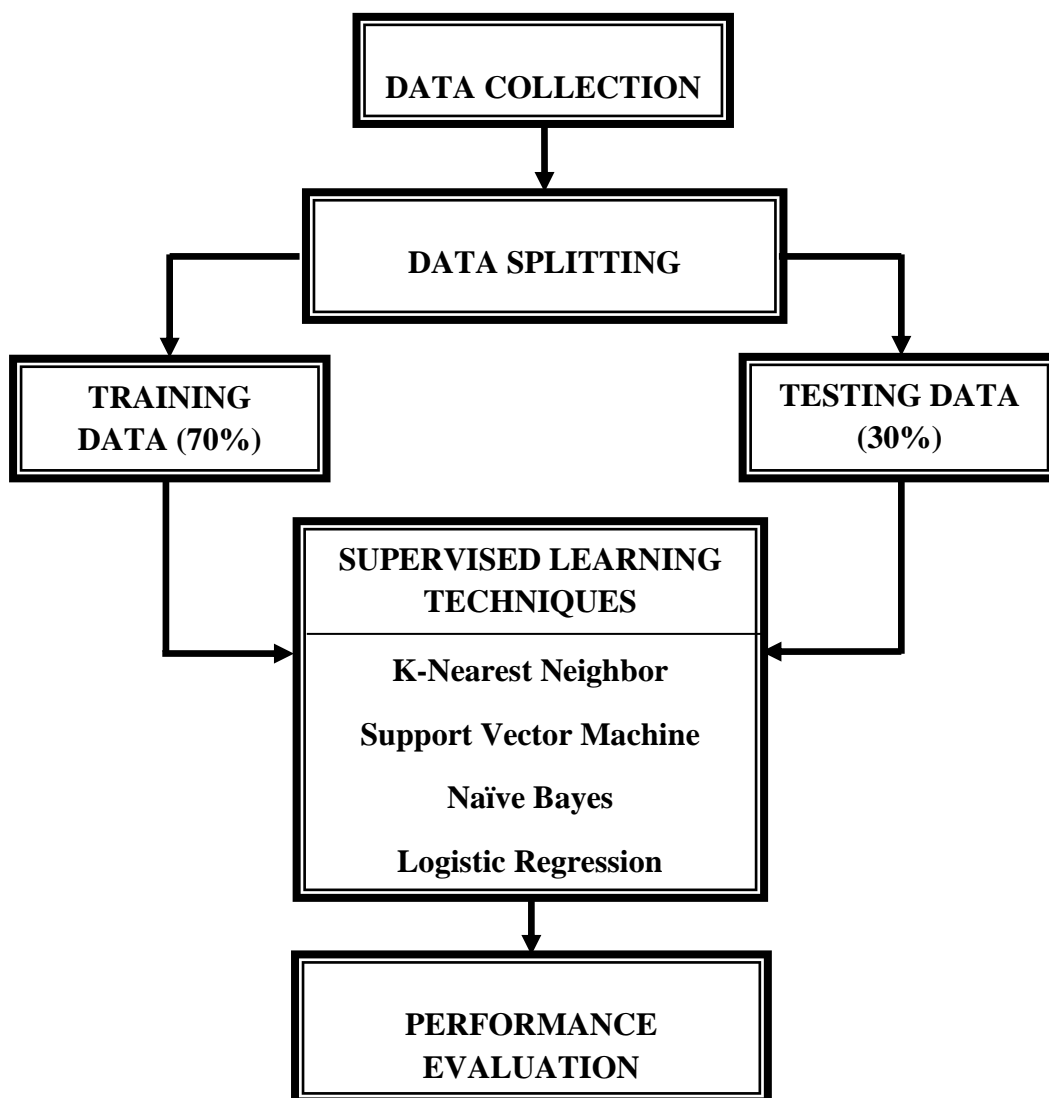 DATA COLLECTION
DATA SPLITTING
TRAINING
DATA (70%)
TESTING DATA
(30%)
SUPERVISED LEARNING
TECHNIQUES
K-Nearest Neighbor
Support Vector Machine
Naïve Bayes
Logistic Regression
PERFORMANCE
EVALUATION